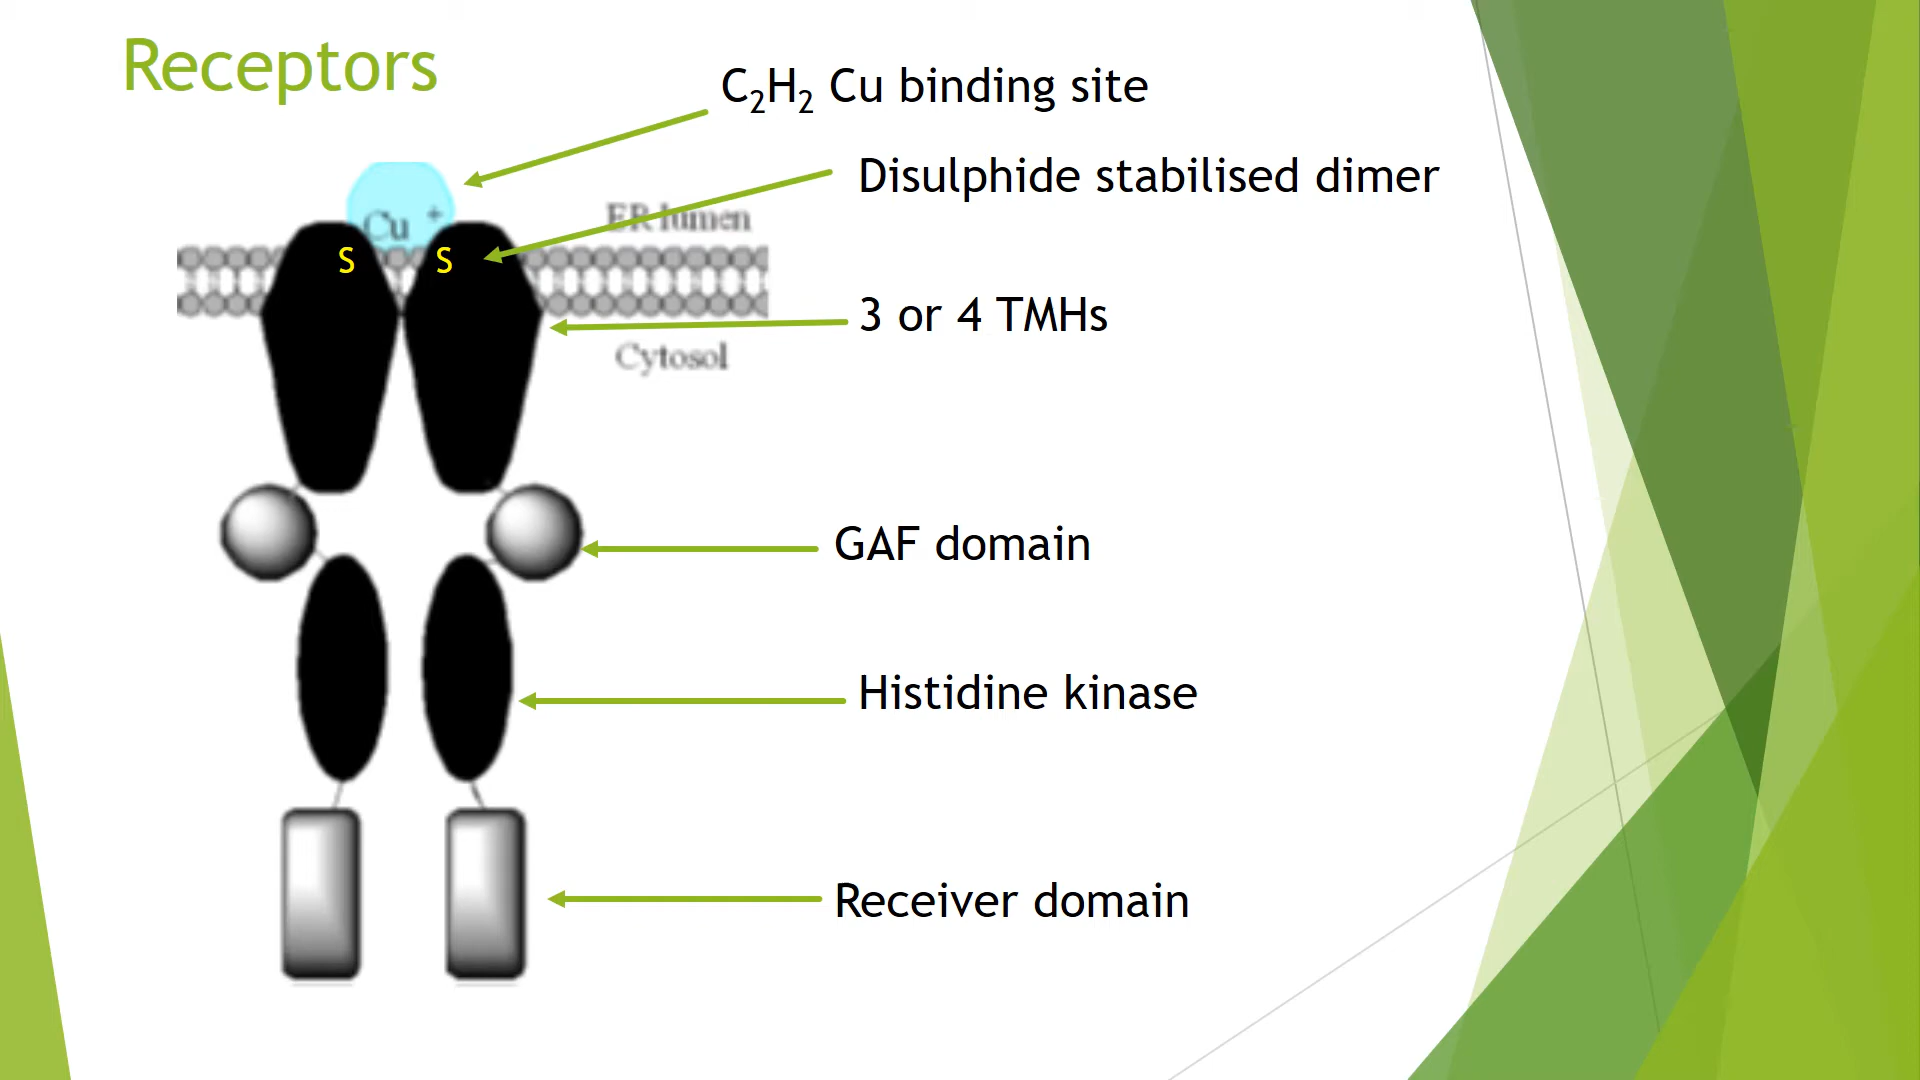 Receptors
C₂H₂ Cu binding site
Disulphide stabilised dimer
Cu +
ER lumen
S S
3 or 4 TMHs
Cytosol
GAF domain
Histidine kinase
Receiver domain